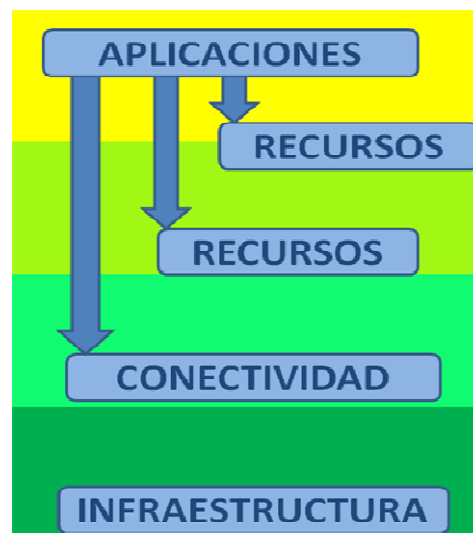 APLICACIONES
RECURSOS
RECURSOS
CONECTIVIDAD
INFRAESTRUCTURA